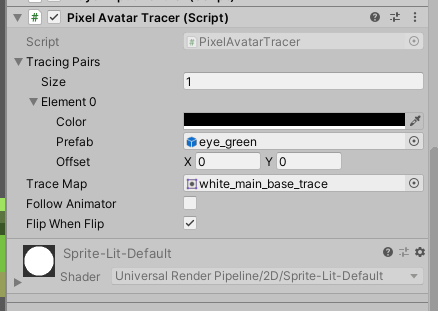 Pixel Avatar Tracer (Script)
Script PixelAvatarTracer
Tracing Pairs
Size 1
Element 0
Color
Prefab eye_green
Offset X 0 Y 0
Trace Map white_main_base_trace
Follow Animator
Flip When Flip
Sprite-Lit-Default
Shader Universal Render Pipeline/2D/Sprite-Lit-Default